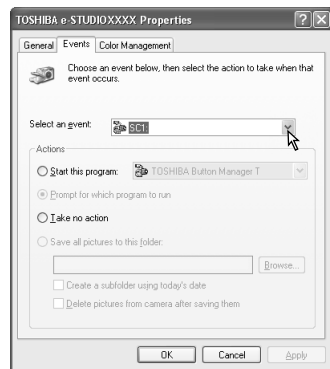 TOSHIBA e-STUDIOXXXX Properties
General Events Color Management
Choose an event below, then select the action to take when that
event occurs.
Select an event: SC1:
Actions
Start this program: TOSHIBA Button Manager T
Prompt for which program to run
Take no action
Save all pictures to this folder:
Browse...
Create a subfolder using today's date
Delete pictures from camera after saving them
OK Cancel Apply